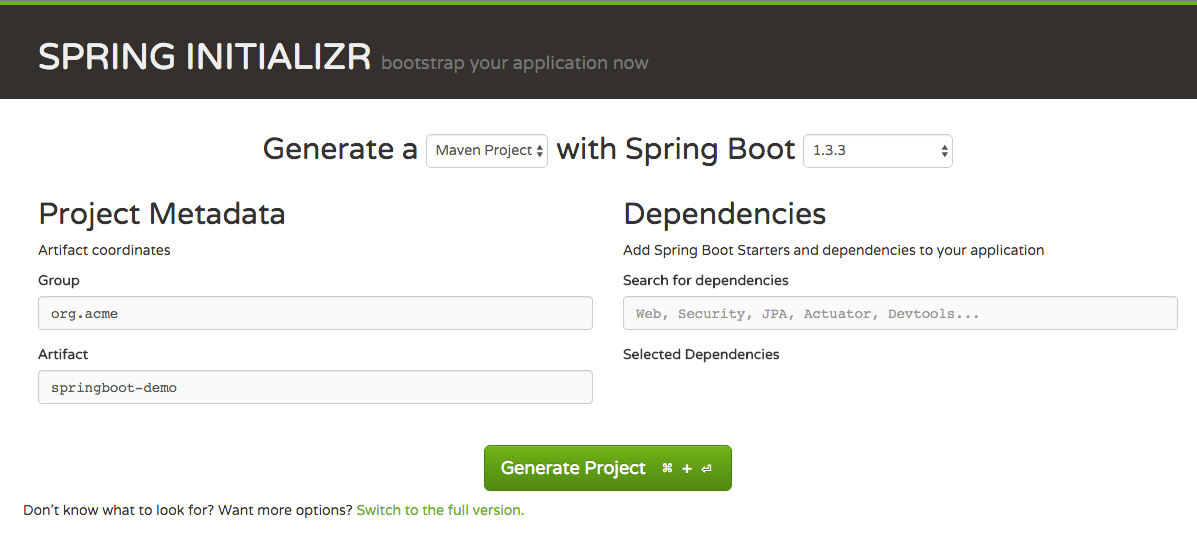 SPRING INITIALIZR bootstrap your application now
Generate a Maven Project with Spring Boot 1.3.3
Project Metadata
Artifact coordinates
Group
org.acme
Artifact
springboot-demo
Dependencies
Add Spring Boot Starters and dependencies to your application
Search for dependencies
Web, Security, JPA, Actuator, Devtools...
Selected Dependencies
Generate Project ⌘ + ⏎
Don't know what to look for? Want more options? Switch to the full version.